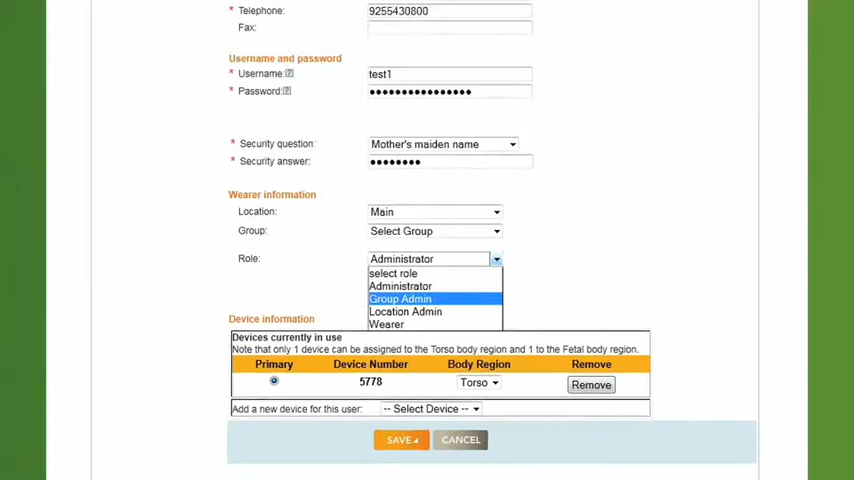 * Telephone: 9255430800
Fax:
Username and password
* Username: test1
* Password: ●●●●●●●●●●●●●●●●
* Security question: Mother's maiden name
* Security answer: ●●●●●●●●
Wearer information
Location: Main
Group: Select Group
Role: Administrator
select role
Administrator
Group Admin
Location Admin
Wearer
Device information
Devices currently in use
Note that only 1 device can be assigned to the Torso body region and 1 to the Fetal body region.
Primary Device Number Body Region Remove
5778 Torso Remove
Add a new device for this user: -- Select Device --
SAVE CANCEL